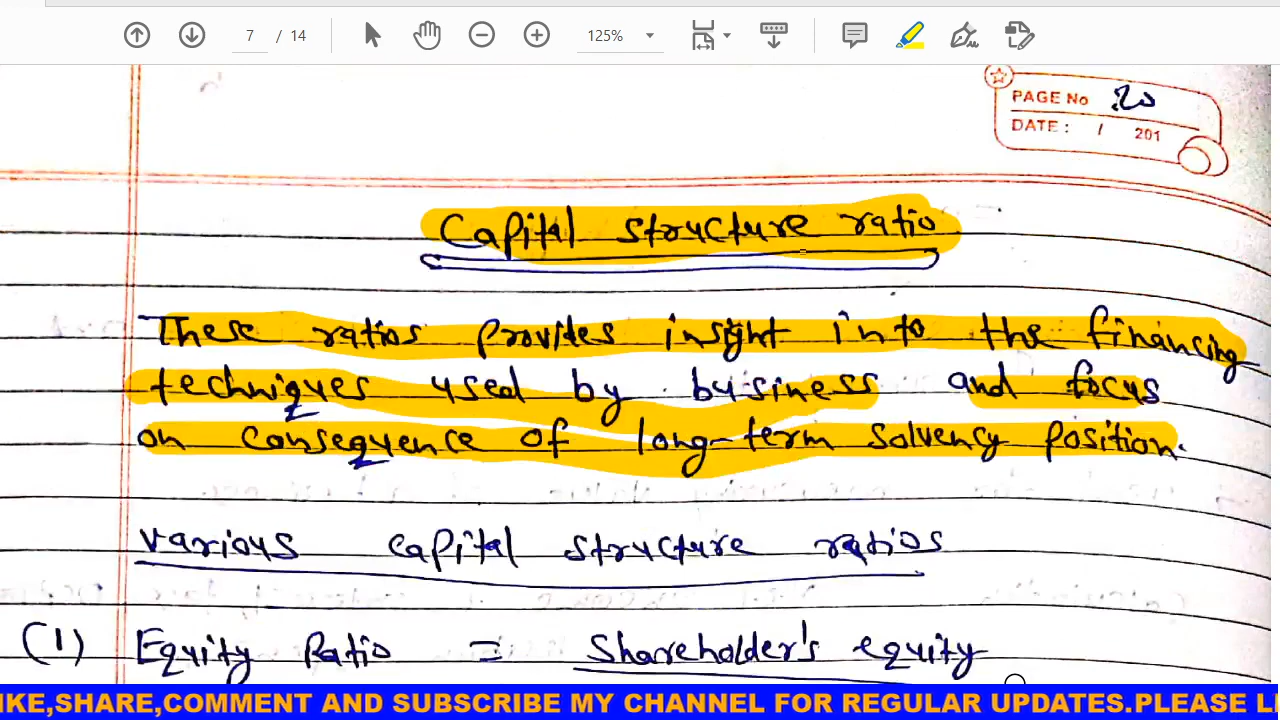 7 / 14 125%
PAGE No 20
DATE : / 201
Capital structure ratio
These ratios provides insight into the financing
techniques used by business and focus
on consequence of long-term solvency position.
various capital structure ratios
(1) Equity Ratio = Shareholder's equity
IKE,SHARE,COMMENT AND SUBSCRIBE MY CHANNEL FOR REGULAR UPDATES.PLEASE LI